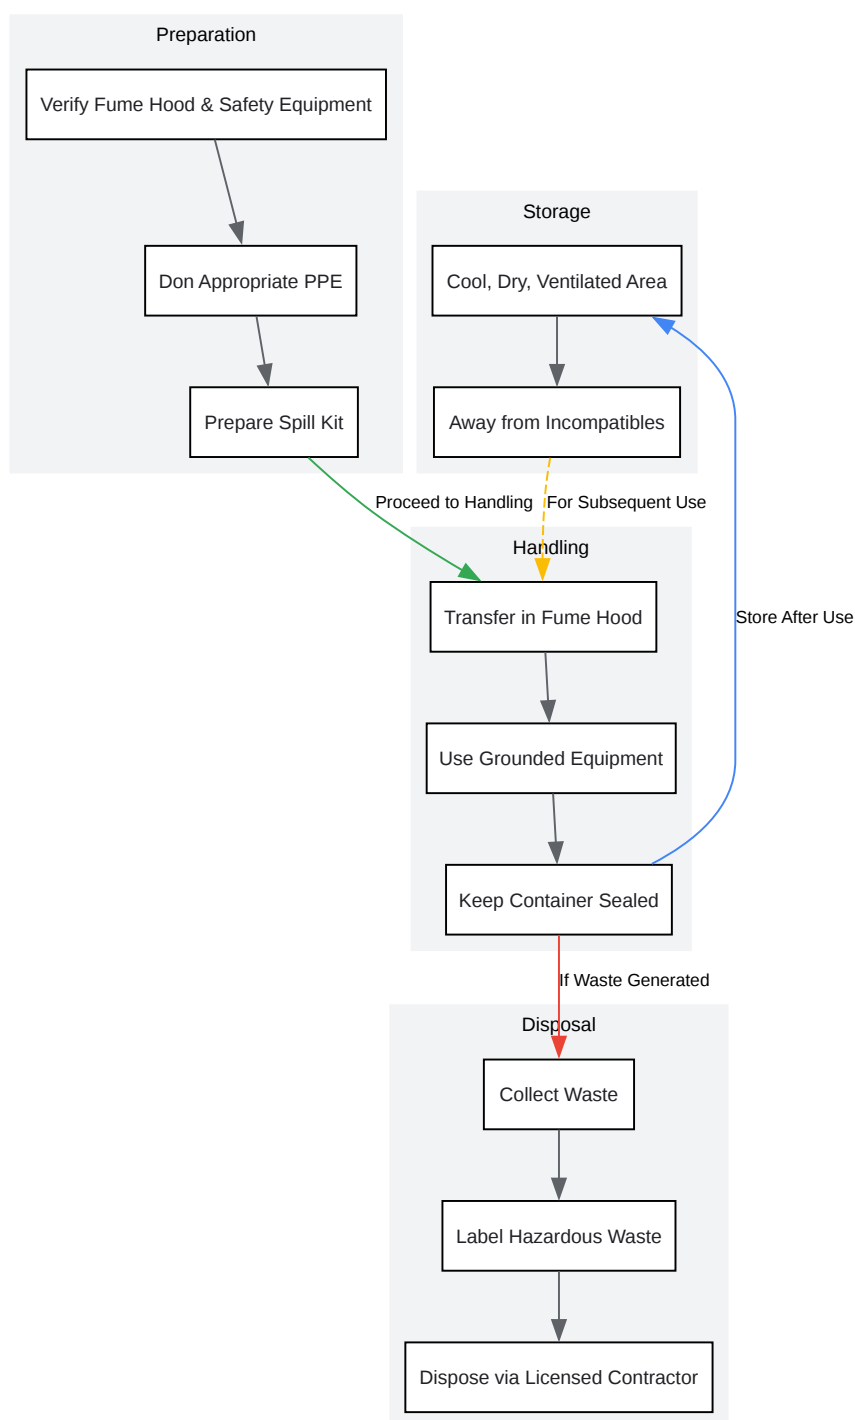 Preparation
Verify Fume Hood & Safety Equipment
Don Appropriate PPE
Prepare Spill Kit
Storage
Cool, Dry, Ventilated Area
Away from Incompatibles
Proceed to Handling
For Subsequent Use
Handling
Transfer in Fume Hood
Store After Use
Use Grounded Equipment
Keep Container Sealed
If Waste Generated
Disposal
Collect Waste
Label Hazardous Waste
Dispose via Licensed Contractor